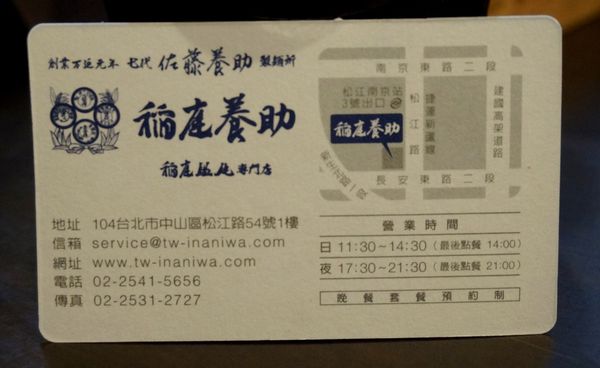 創業万延元年 七代 佐藤養助 製麺所
稲庭養助
稲庭饂飩 專門店
地址 104台北市中山區松江路54號1樓
信箱 service@tw-inaniwa.com
網址 www.tw-inaniwa.com
電話 02-2541-5656
傳真 02-2531-2727
南京東路二段
松江南京站
3號出口
松江路
捷運新蘆線
建國高架道路
稲庭養助
長安東路二段
營業時間
日 11:30~14:30 (最後點餐 14:00)
夜 17:30~21:30 (最後點餐 21:00)
晚餐套餐預約制